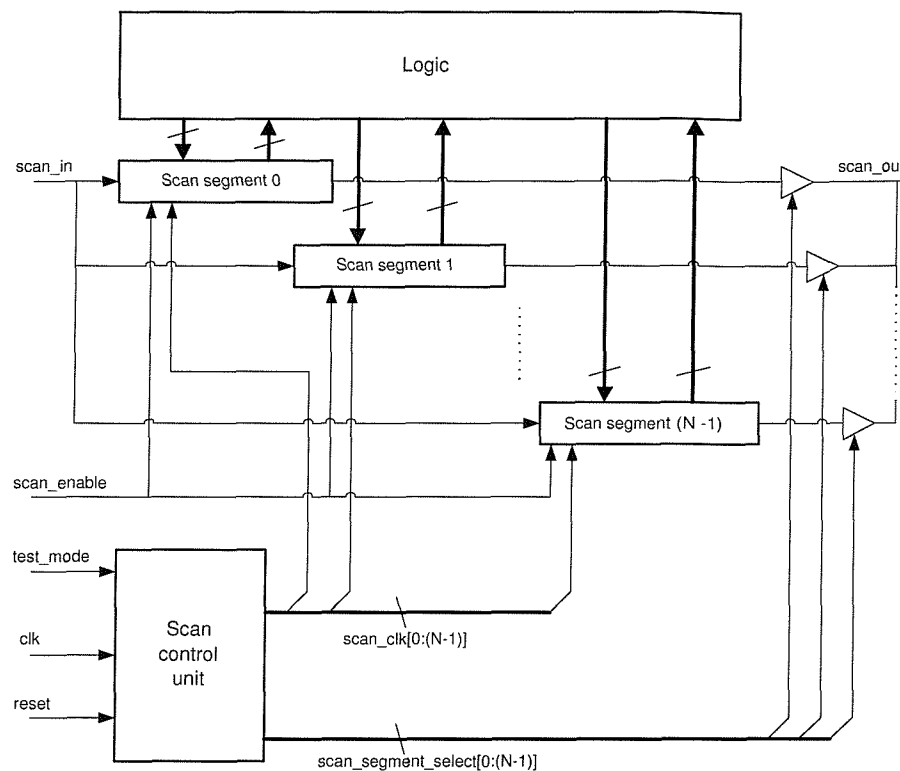 Logic
scan_in
Scan segment 0
scan_ou
Scan segment 1
Scan segment (N -1)
scan_enable
test_mode
clk
reset
Scan
control
unit
scan_clk[0:(N-1)]
scan_segment_select[0:(N-1)]